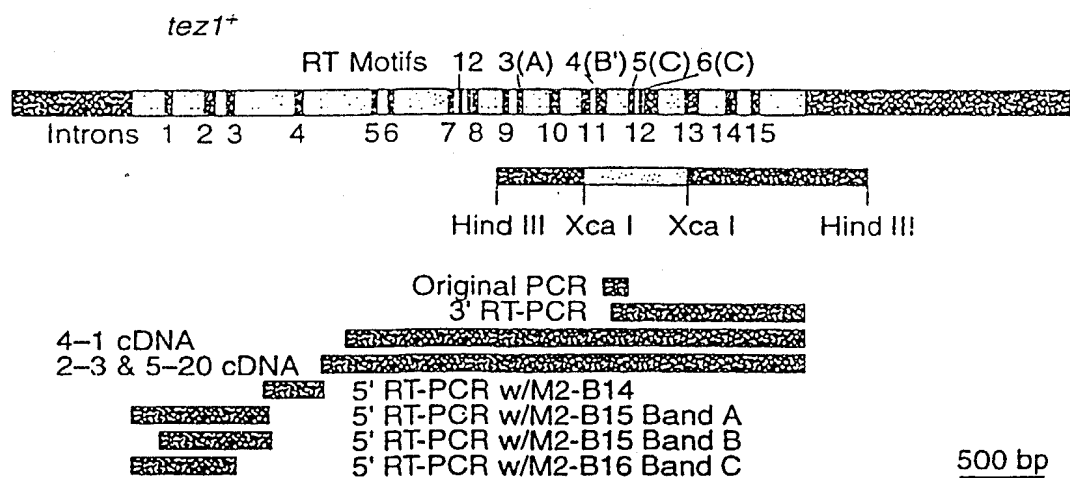 tez1+
RT Motifs 12 3(A) 4(B') 5(C) 6(C)
Introns 1 2 3 4 5 6 7 8 9 10 11 12 13 14 15
Hind III Xca I Xca I Hind III
Original PCR
3' RT-PCR
4–1 cDNA
2–3 & 5–20 cDNA
5' RT-PCR w/M2-B14
5' RT-PCR w/M2-B15 Band A
5' RT-PCR w/M2-B15 Band B
5' RT-PCR w/M2-B16 Band C
500 bp